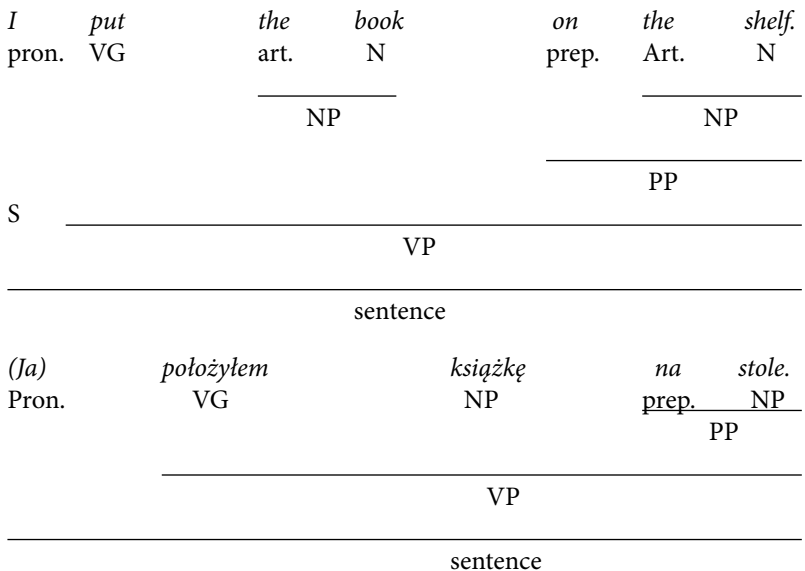 I put the book on the shelf.
pron. VG art. N prep. Art. N
NP NP
PP
S
VP
sentence
(Ja) położyłem książkę na stole.
Pron. VG NP prep. NP
PP
VP
sentence